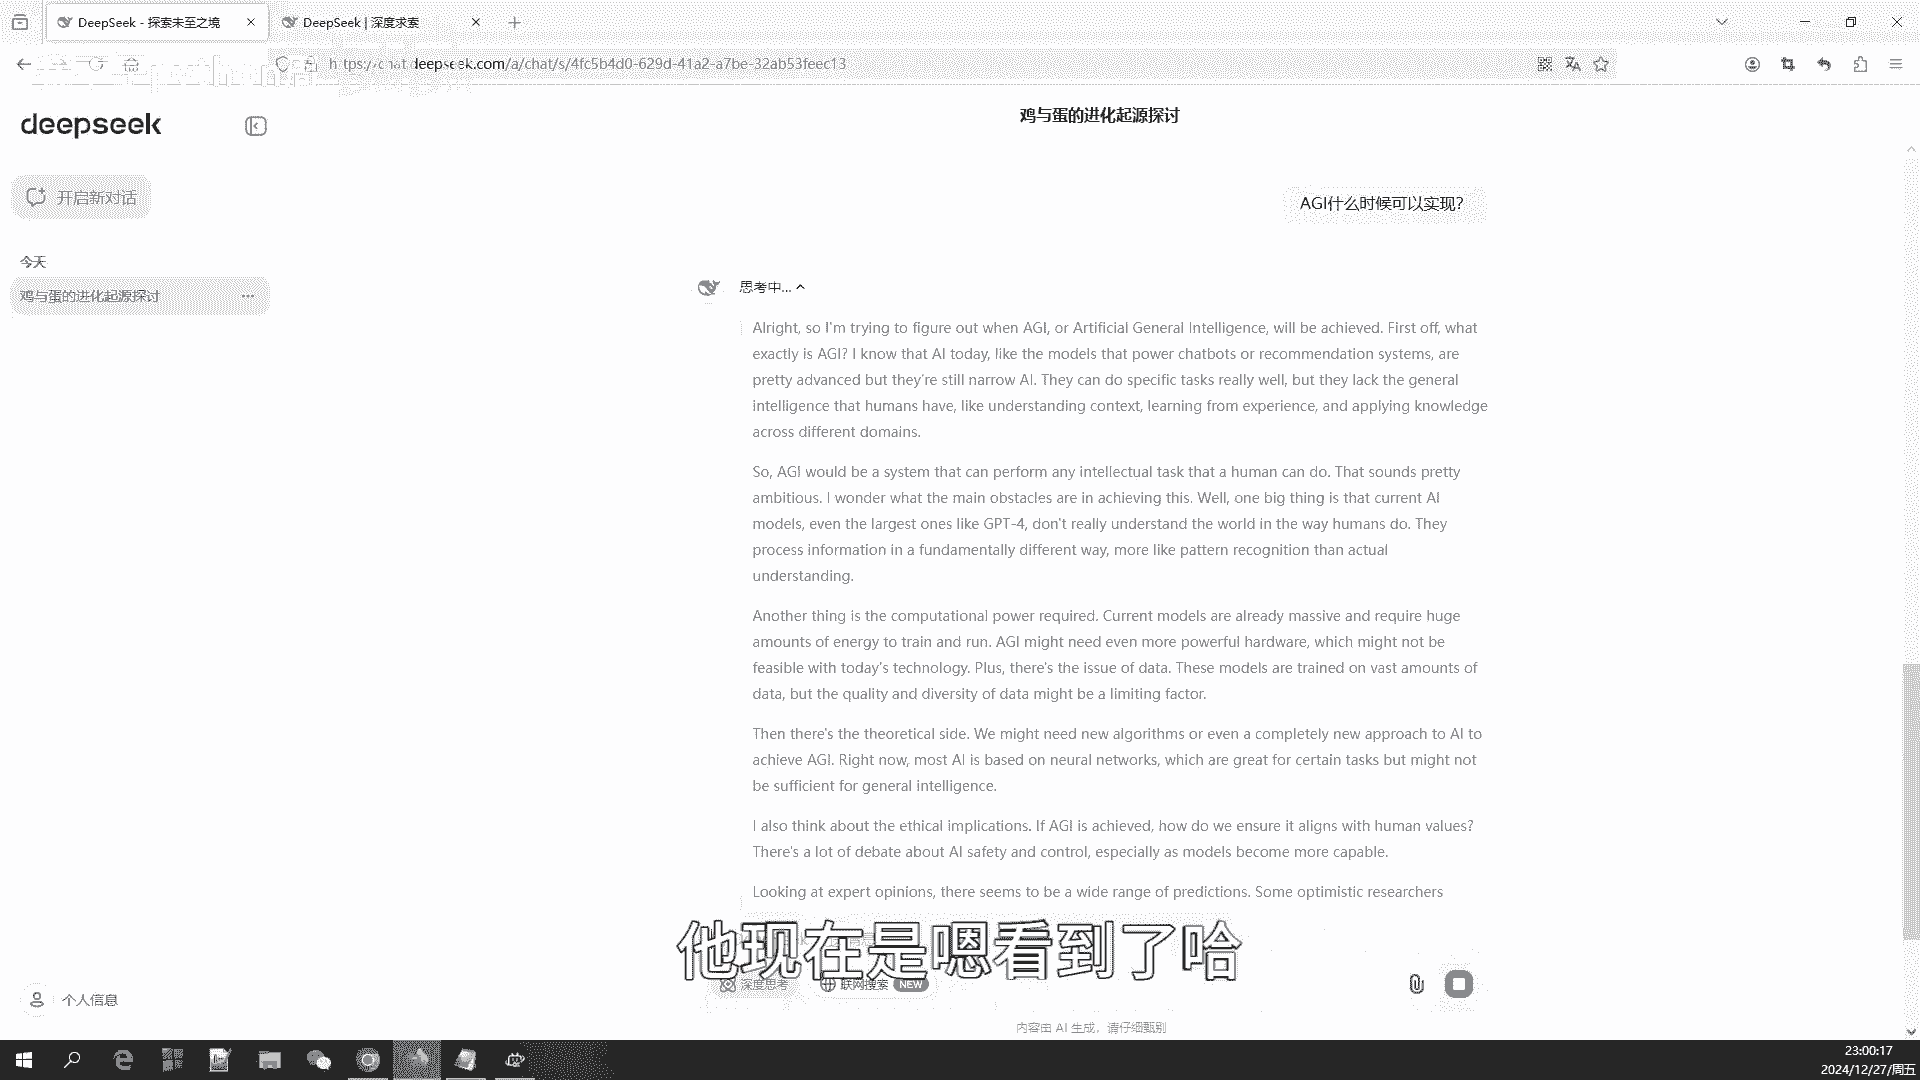 DeepSeek - 探索未至之境
DeepSeek | 深度求索
https://chat.deepseek.com/a/chat/s/4fc5b4d0-629d-41a2-a7be-32ab53feec13
deepseek
鸡与蛋的进化起源探讨
开启新对话
AGI什么时候可以实现？
今天
鸡与蛋的进化起源探讨
思考中...
Alright, so I'm trying to figure out when AGI, or Artificial General Intelligence, will be achieved. First off, what
exactly is AGI? I know that AI today, like the models that power chatbots or recommendation systems, are
pretty advanced but they're still narrow AI. They can do specific tasks really well, but they lack the general
intelligence that humans have, like understanding context, learning from experience, and applying knowledge
across different domains.
So, AGI would be a system that can perform any intellectual task that a human can do. That sounds pretty
ambitious. I wonder what the main obstacles are in achieving this. Well, one big thing is that current AI
models, even the largest ones like GPT-4, don't really understand the world in the way humans do. They
process information in a fundamentally different way, more like pattern recognition than actual
understanding.
Another thing is the computational power required. Current models are already massive and require huge
amounts of energy to train and run. AGI might need even more powerful hardware, which might not be
feasible with today's technology. Plus, there's the issue of data. These models are trained on vast amounts of
data, but the quality and diversity of data might be a limiting factor.
Then there's the theoretical side. We might need new algorithms or even a completely new approach to AI to
achieve AGI. Right now, most AI is based on neural networks, which are great for certain tasks but might not
be sufficient for general intelligence.
I also think about the ethical implications. If AGI is achieved, how do we ensure it aligns with human values?
There's a lot of debate about AI safety and control, especially as models become more capable.
Looking at expert opinions, there seems to be a wide range of predictions. Some optimistic researchers
他现在是嗯看到了哈
深度思考
联网搜索 NEW
个人信息
内容由 AI 生成，请仔细甄别
23:00:17
2024/12/27/周五